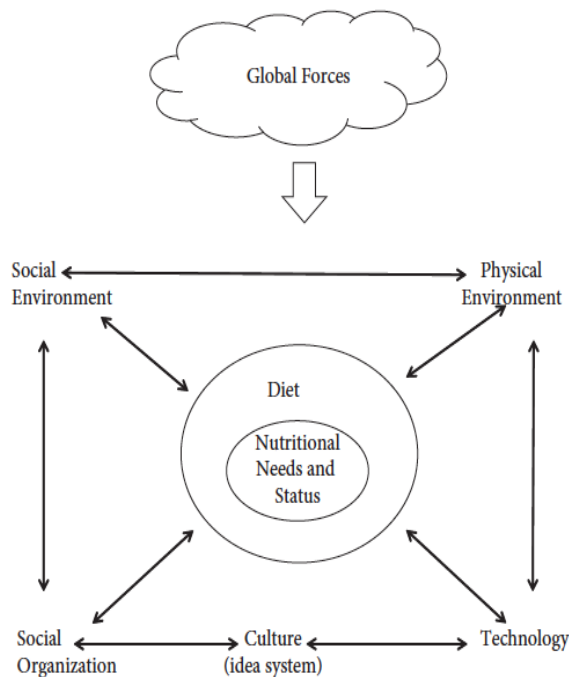 Global Forces
Social
Environment
Physical
Environment
Diet
Nutritional
Needs and
Status
Social
Organization
Culture
(idea system)
Technology